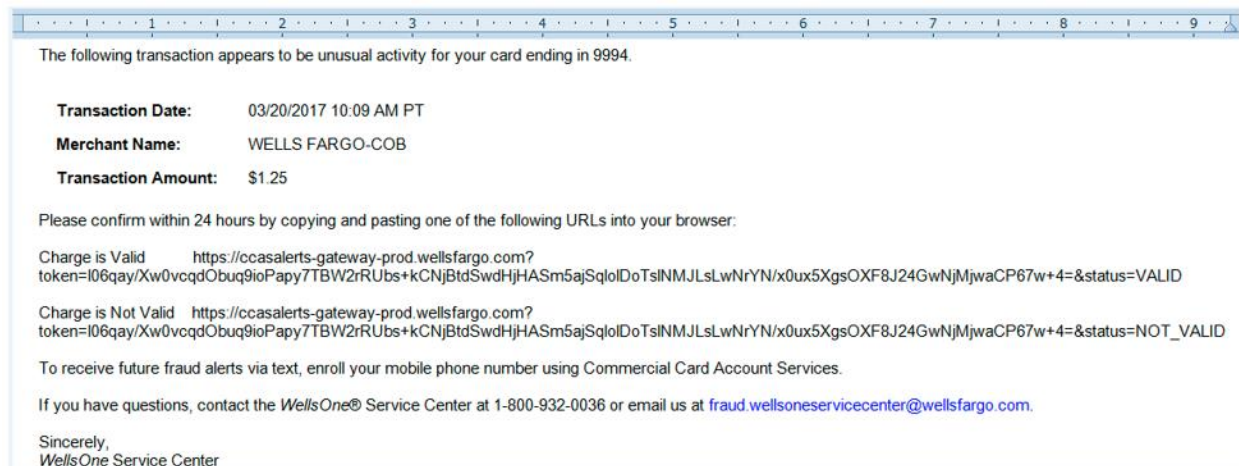 1 2 3 4 5 6 7 8 9
The following transaction appears to be unusual activity for your card ending in 9994.
Transaction Date: 03/20/2017 10:09 AM PT
Merchant Name: WELLS FARGO-COB
Transaction Amount: $1.25
Please confirm within 24 hours by copying and pasting one of the following URLs into your browser:
Charge is Valid https://ccasalerts-gateway-prod.wellsfargo.com?
token=I06qay/Xw0vcqdObuq9ioPapy7TBW2rRUbs+kCNjBtdSwdHjHASm5ajSqloIDoTsINMJLsLwNrYN/x0ux5XgsOXF8J24GwNjMjwaCP67w+4=&status=VALID
Charge is Not Valid https://ccasalerts-gateway-prod.wellsfargo.com?
token=I06qay/Xw0vcqdObuq9ioPapy7TBW2rRUbs+kCNjBtdSwdHjHASm5ajSqloIDoTsINMJLsLwNrYN/x0ux5XgsOXF8J24GwNjMjwaCP67w+4=&status=NOT_VALID
To receive future fraud alerts via text, enroll your mobile phone number using Commercial Card Account Services.
If you have questions, contact the WellsOne® Service Center at 1-800-932-0036 or email us at fraud.wellsoneservicecenter@wellsfargo.com.
Sincerely,
WellsOne Service Center